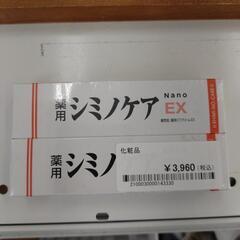 薬用 シミノケア Nano EX
薬用 シミノ
化粧品
¥3,960(税込)
2100030000143330